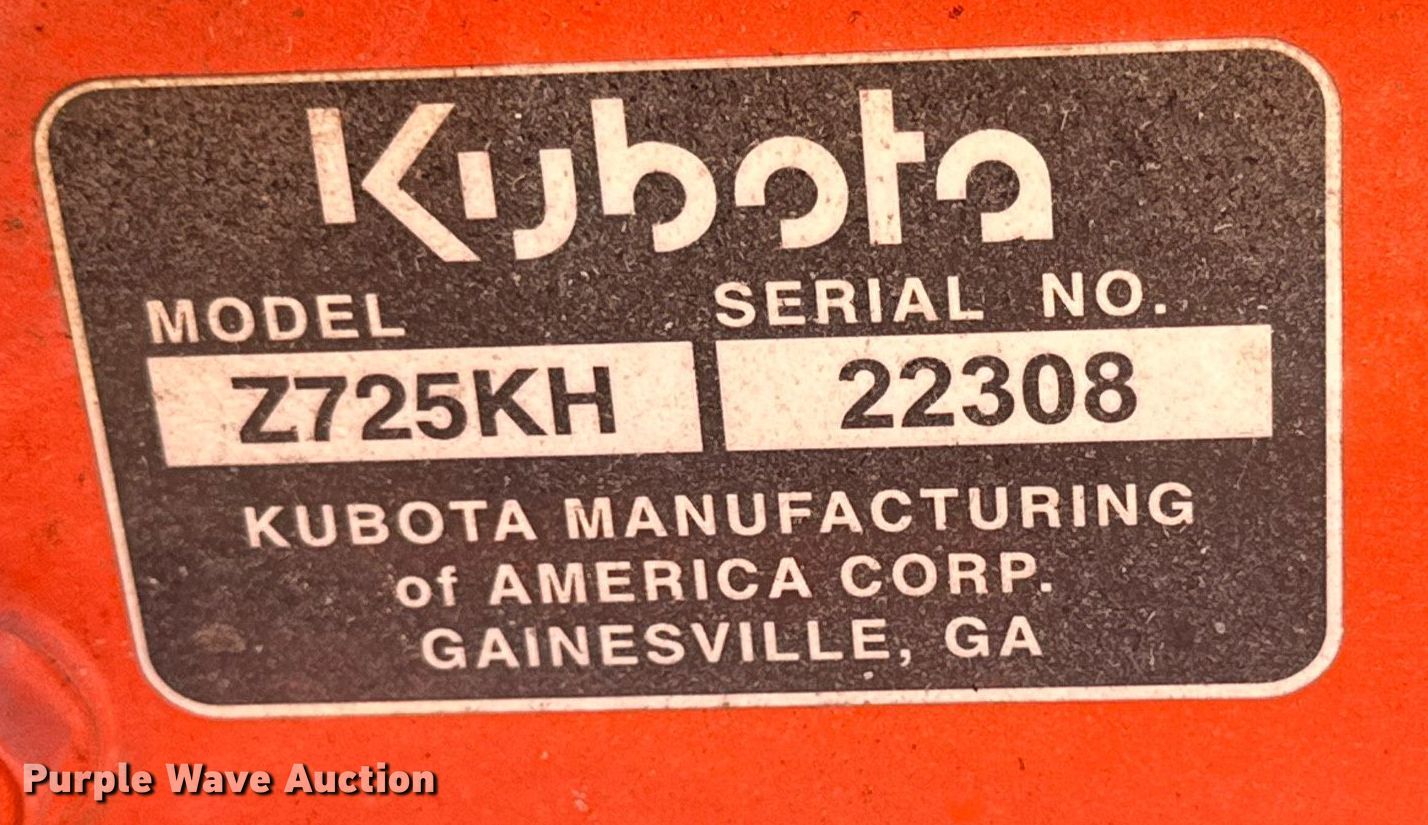 Kubota
MODEL SERIAL NO.
Z725KH 22308
KUBOTA MANUFACTURING
of AMERICA CORP.
GAINESVILLE, GA
Purple Wave Auction